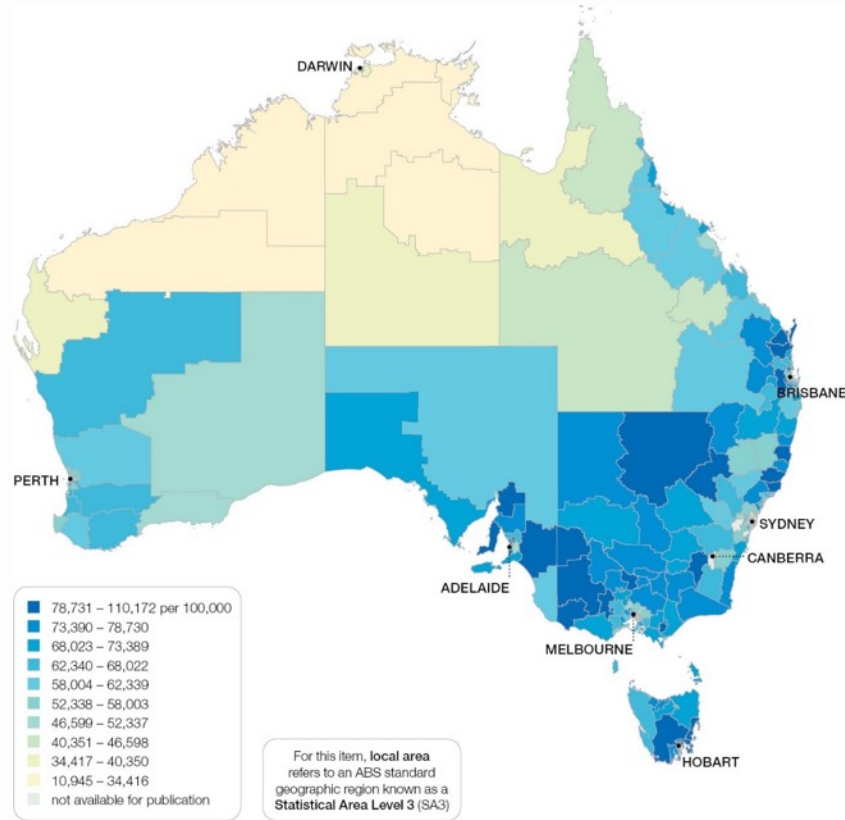 DARWIN
BRISBANE
PERTH
SYDNEY
CANBERRA
ADELAIDE
MELBOURNE
HOBART
78,731 – 110,172 per 100,000
73,390 – 78,730
68,023 – 73,389
62,340 – 68,022
58,004 – 62,339
52,338 – 58,003
46,599 – 52,337
40,351 – 46,598
34,417 – 40,350
10,945 – 34,416
not available for publication
For this item, local area
refers to an ABS standard
geographic region known as a
Statistical Area Level 3 (SA3)